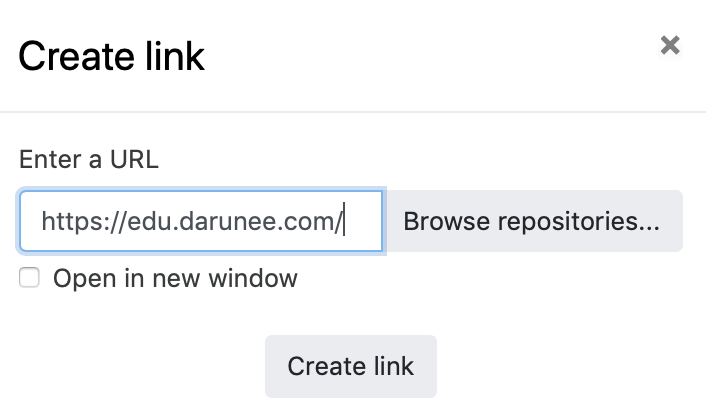 Create link
Enter a URL
https://edu.darunee.com/ Browse repositories...
Open in new window
Create link